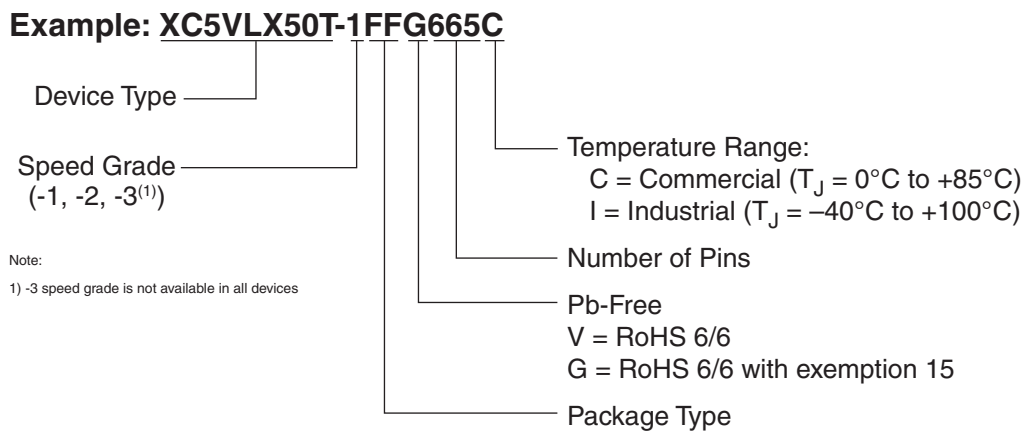 Example: XC5VLX50T-1FFG665C
Device Type
Speed Grade
(-1, -2, -3(1))
Note:
1) -3 speed grade is not available in all devices
Temperature Range:
C = Commercial (TJ = 0°C to +85°C)
I = Industrial (TJ = –40°C to +100°C)
Number of Pins
Pb-Free
V = RoHS 6/6
G = RoHS 6/6 with exemption 15
Package Type